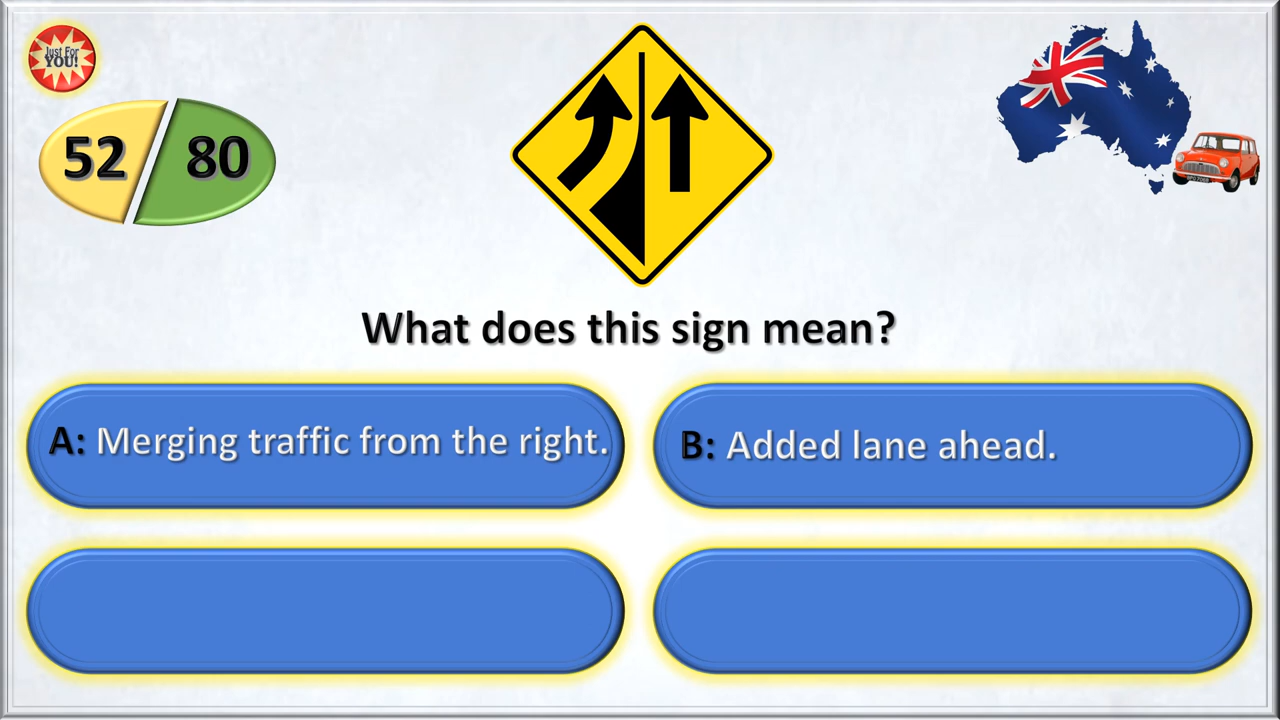 Just For
YOU!
52 80
What does this sign mean?
A: Merging traffic from the right.
B: Added lane ahead.